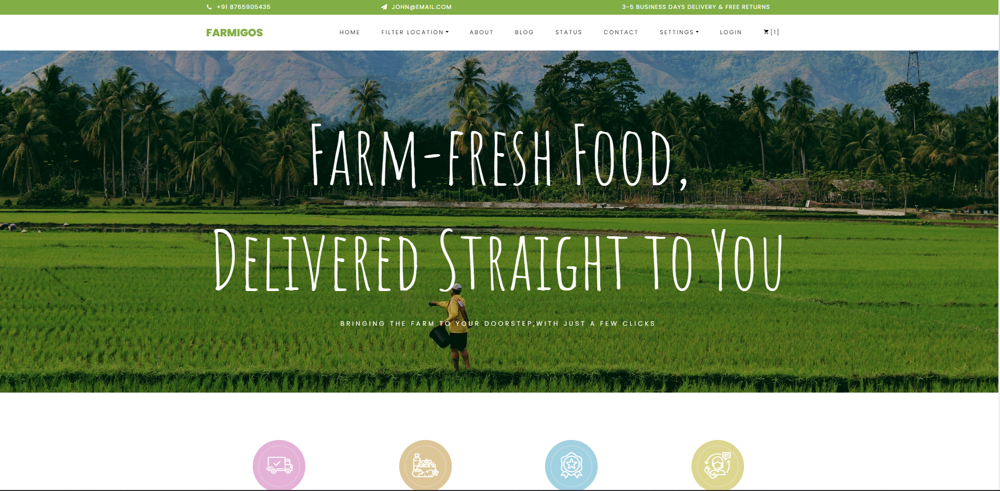 +91 8765905435
JOHN@EMAIL.COM
3-5 BUSINESS DAYS DELIVERY & FREE RETURNS
FARMIGOS
HOME
FILTER LOCATION
ABOUT
BLOG
STATUS
CONTACT
SETTINGS
LOGIN
[1]
FARM-FRESH FOOD,
DELIVERED STRAIGHT TO YOU
BRINGING THE FARM TO YOUR DOORSTEP,WITH JUST A FEW CLICKS